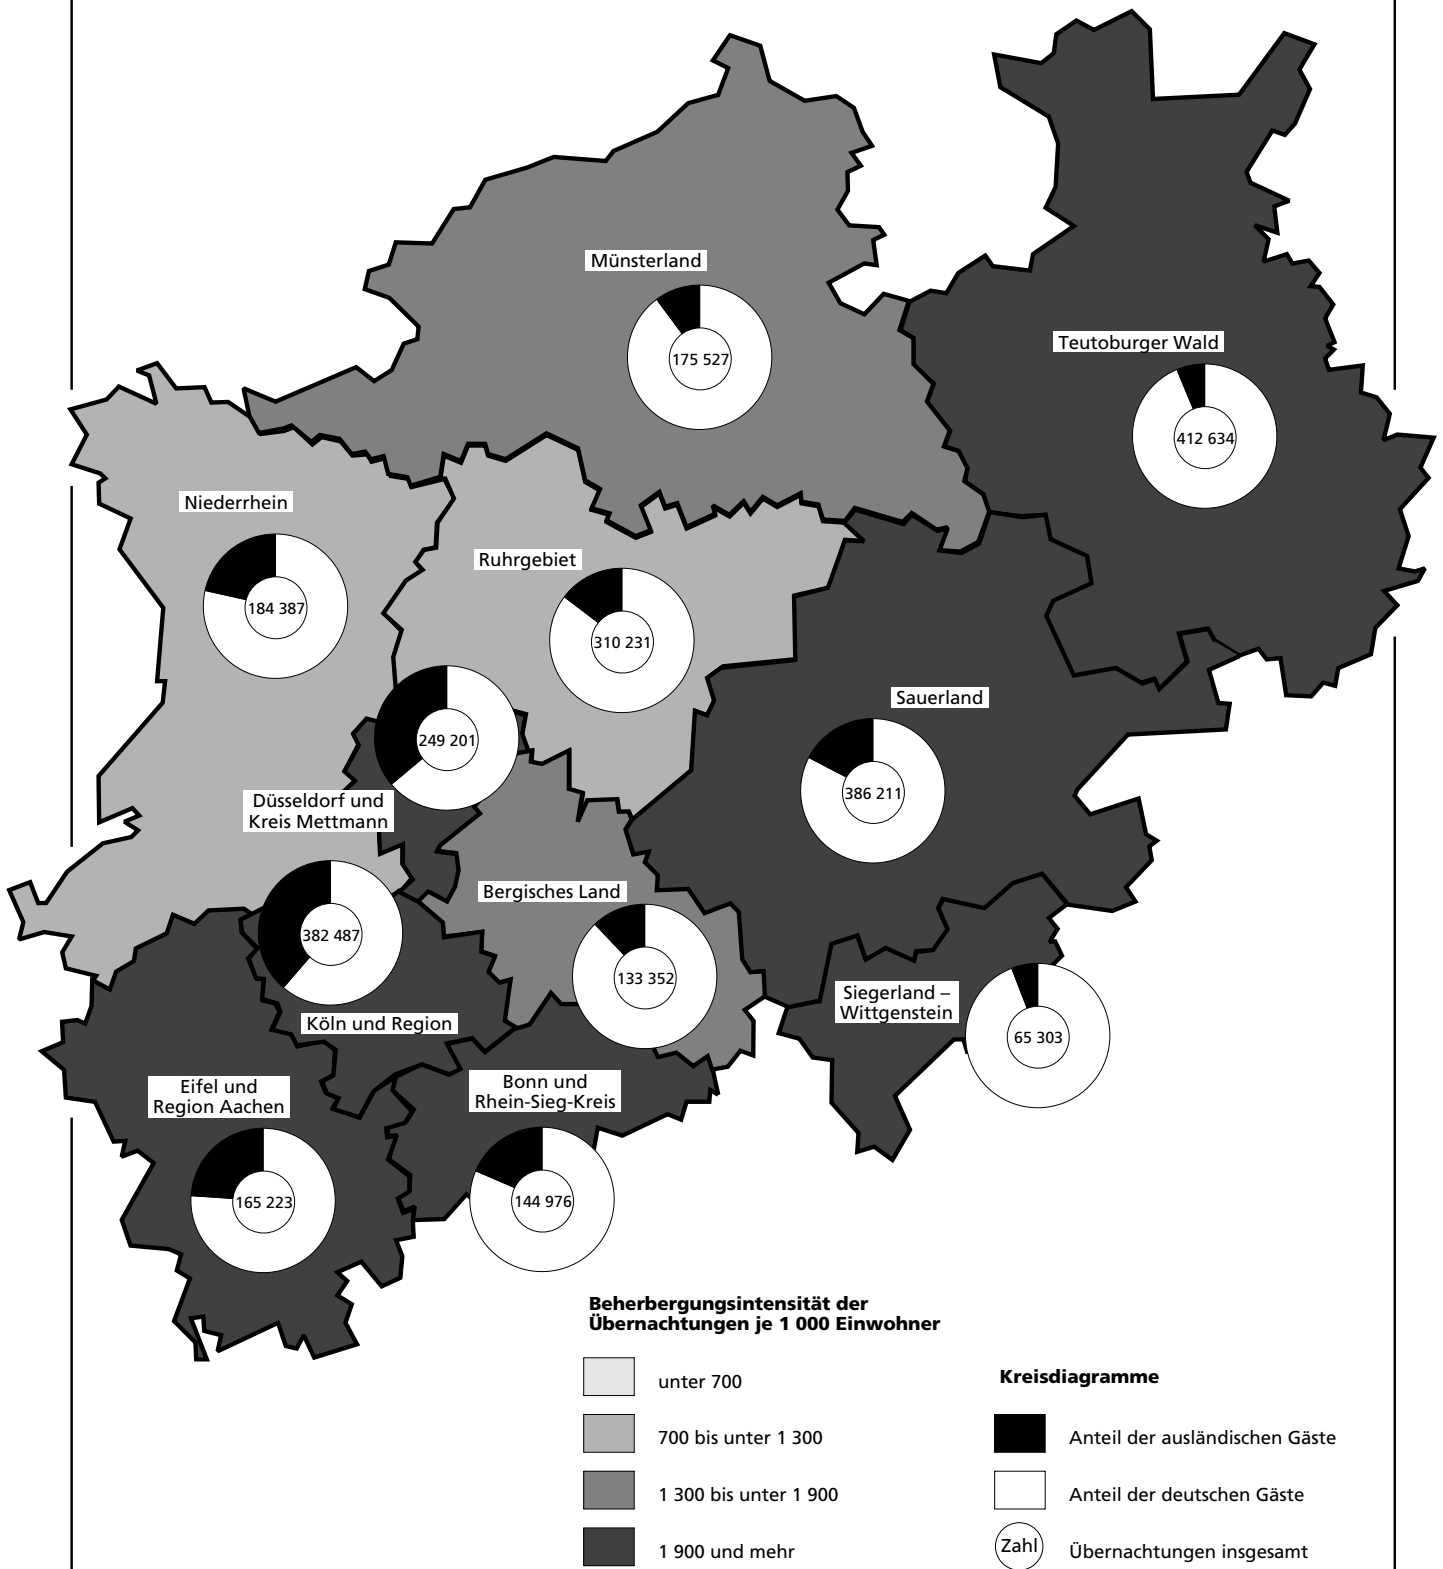 Münsterland
175 527
Teutoburger Wald
412 634
Niederrhein
184 387
Ruhrgebiet
310 231
249 201
Düsseldorf und
Kreis Mettmann
Sauerland
386 211
Bergisches Land
133 352
382 487
Köln und Region
Siegerland –
Wittgenstein
65 303
Eifel und
Region Aachen
165 223
Bonn und
Rhein-Sieg-Kreis
144 976
Beherbergungsintensität der
Übernachtungen je 1 000 Einwohner
unter 700
700 bis unter 1 300
1 300 bis unter 1 900
1 900 und mehr
Kreisdiagramme
Anteil der ausländischen Gäste
Anteil der deutschen Gäste
Zahl Übernachtungen insgesamt